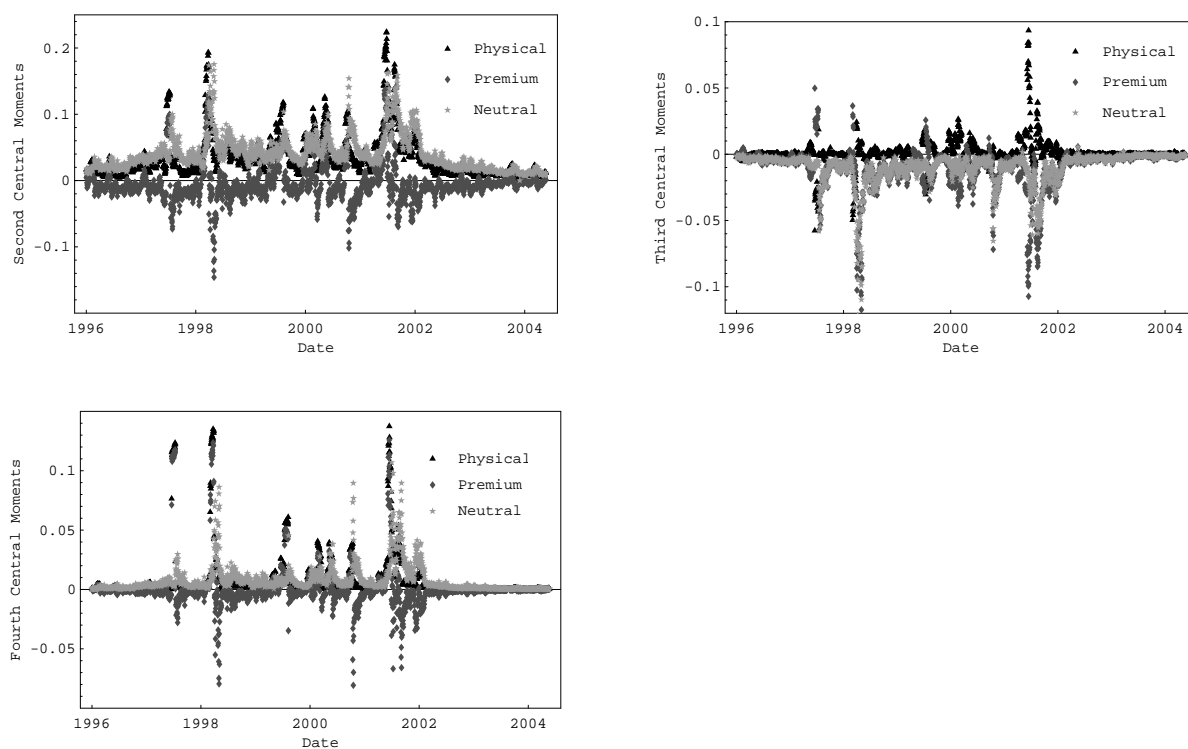 Second Central Moments
0.2
0.1
0
-0.1
Physical
Premium
Neutral
1996 1998 2000 2002 2004
Date
Third Central Moments
0.1
0.05
0
-0.05
-0.1
Physical
Premium
Neutral
1996 1998 2000 2002 2004
Date
Fourth Central Moments
0.1
0.05
0
-0.05
Physical
Premium
Neutral
1996 1998 2000 2002 2004
Date